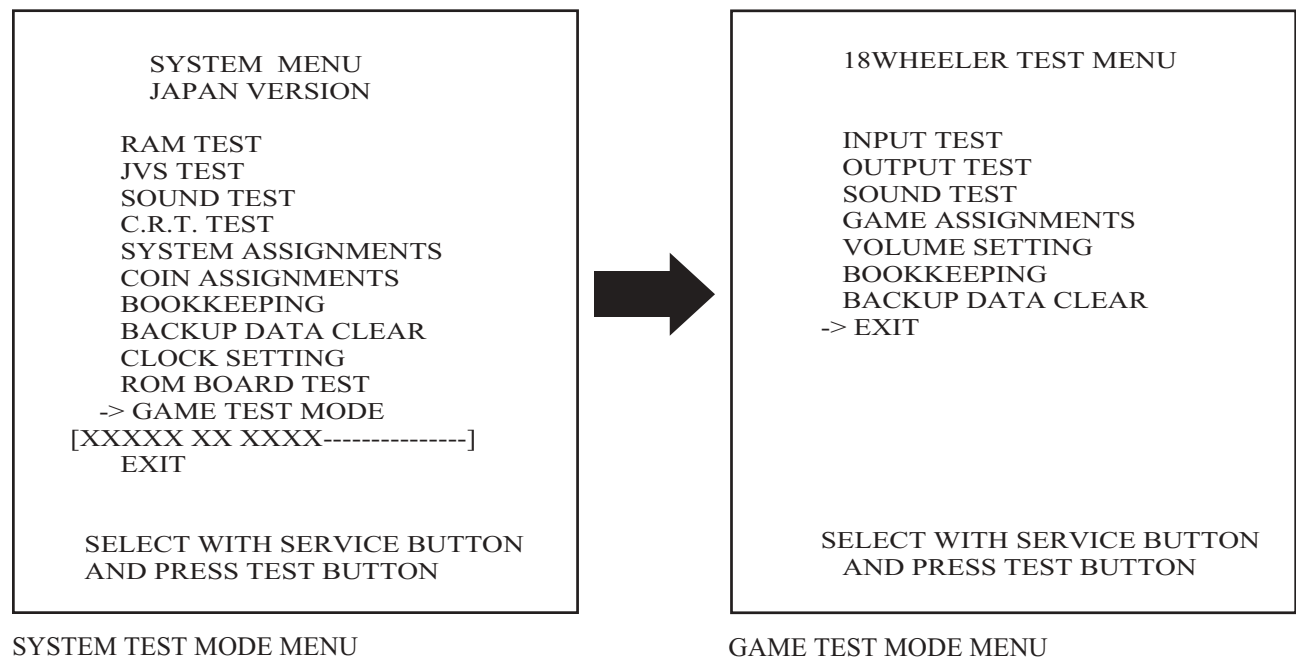 SYSTEM MENU
JAPAN VERSION
RAM TEST
JVS TEST
SOUND TEST
C.R.T. TEST
SYSTEM ASSIGNMENTS
COIN ASSIGNMENTS
BOOKKEEPING
BACKUP DATA CLEAR
CLOCK SETTING
ROM BOARD TEST
-> GAME TEST MODE
[XXXXX XX XXXX---------------]
EXIT
SELECT WITH SERVICE BUTTON
AND PRESS TEST BUTTON
SYSTEM TEST MODE MENU
18WHEELER TEST MENU
INPUT TEST
OUTPUT TEST
SOUND TEST
GAME ASSIGNMENTS
VOLUME SETTING
BOOKKEEPING
BACKUP DATA CLEAR
-> EXIT
SELECT WITH SERVICE BUTTON
AND PRESS TEST BUTTON
GAME TEST MODE MENU